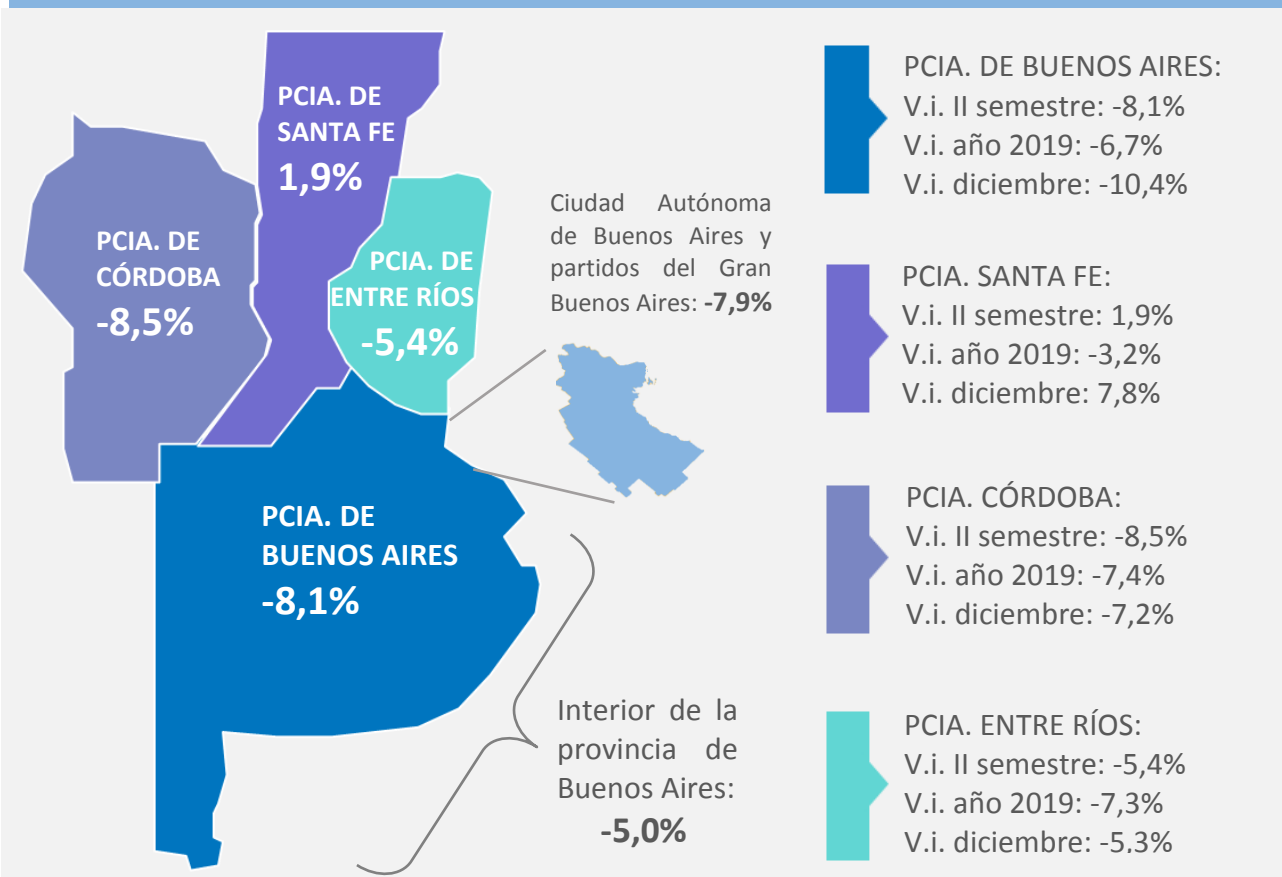 PCIA. DE
SANTA FE
1,9%
PCIA. DE
CÓRDOBA
-8,5%
PCIA. DE
ENTRE RÍOS
-5,4%
PCIA. DE
BUENOS AIRES
-8,1%
Ciudad Autónoma
de Buenos Aires y
partidos del Gran
Buenos Aires: -7,9%
Interior de la
provincia de
Buenos Aires:
-5,0%
PCIA. DE BUENOS AIRES:
V.i. II semestre: -8,1%
V.i. año 2019: -6,7%
V.i. diciembre: -10,4%
PCIA. SANTA FE:
V.i. II semestre: 1,9%
V.i. año 2019: -3,2%
V.i. diciembre: 7,8%
PCIA. CÓRDOBA:
V.i. II semestre: -8,5%
V.i. año 2019: -7,4%
V.i. diciembre: -7,2%
PCIA. ENTRE RÍOS:
V.i. II semestre: -5,4%
V.i. año 2019: -7,3%
V.i. diciembre: -5,3%